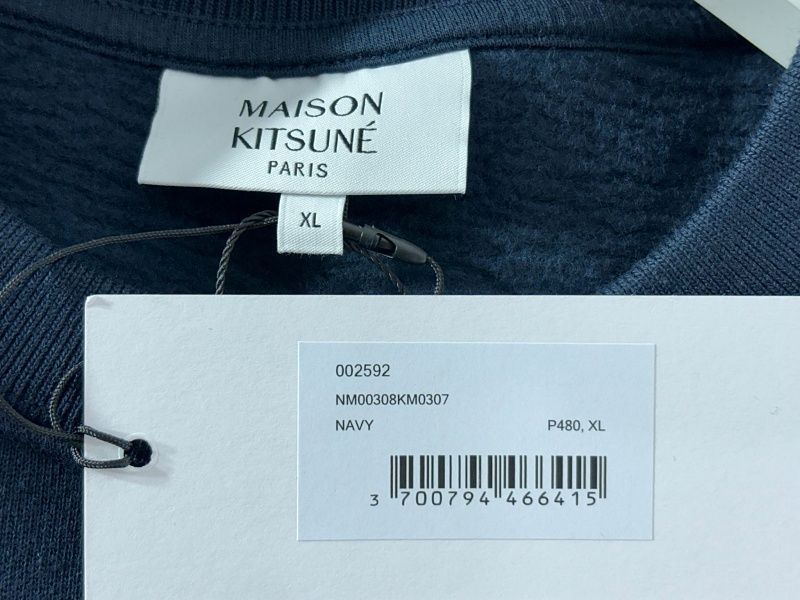 MAISON
KITSUNÉ
PARIS
XL
002592
NM00308KM0307
NAVY P480, XL
3 700794 466415